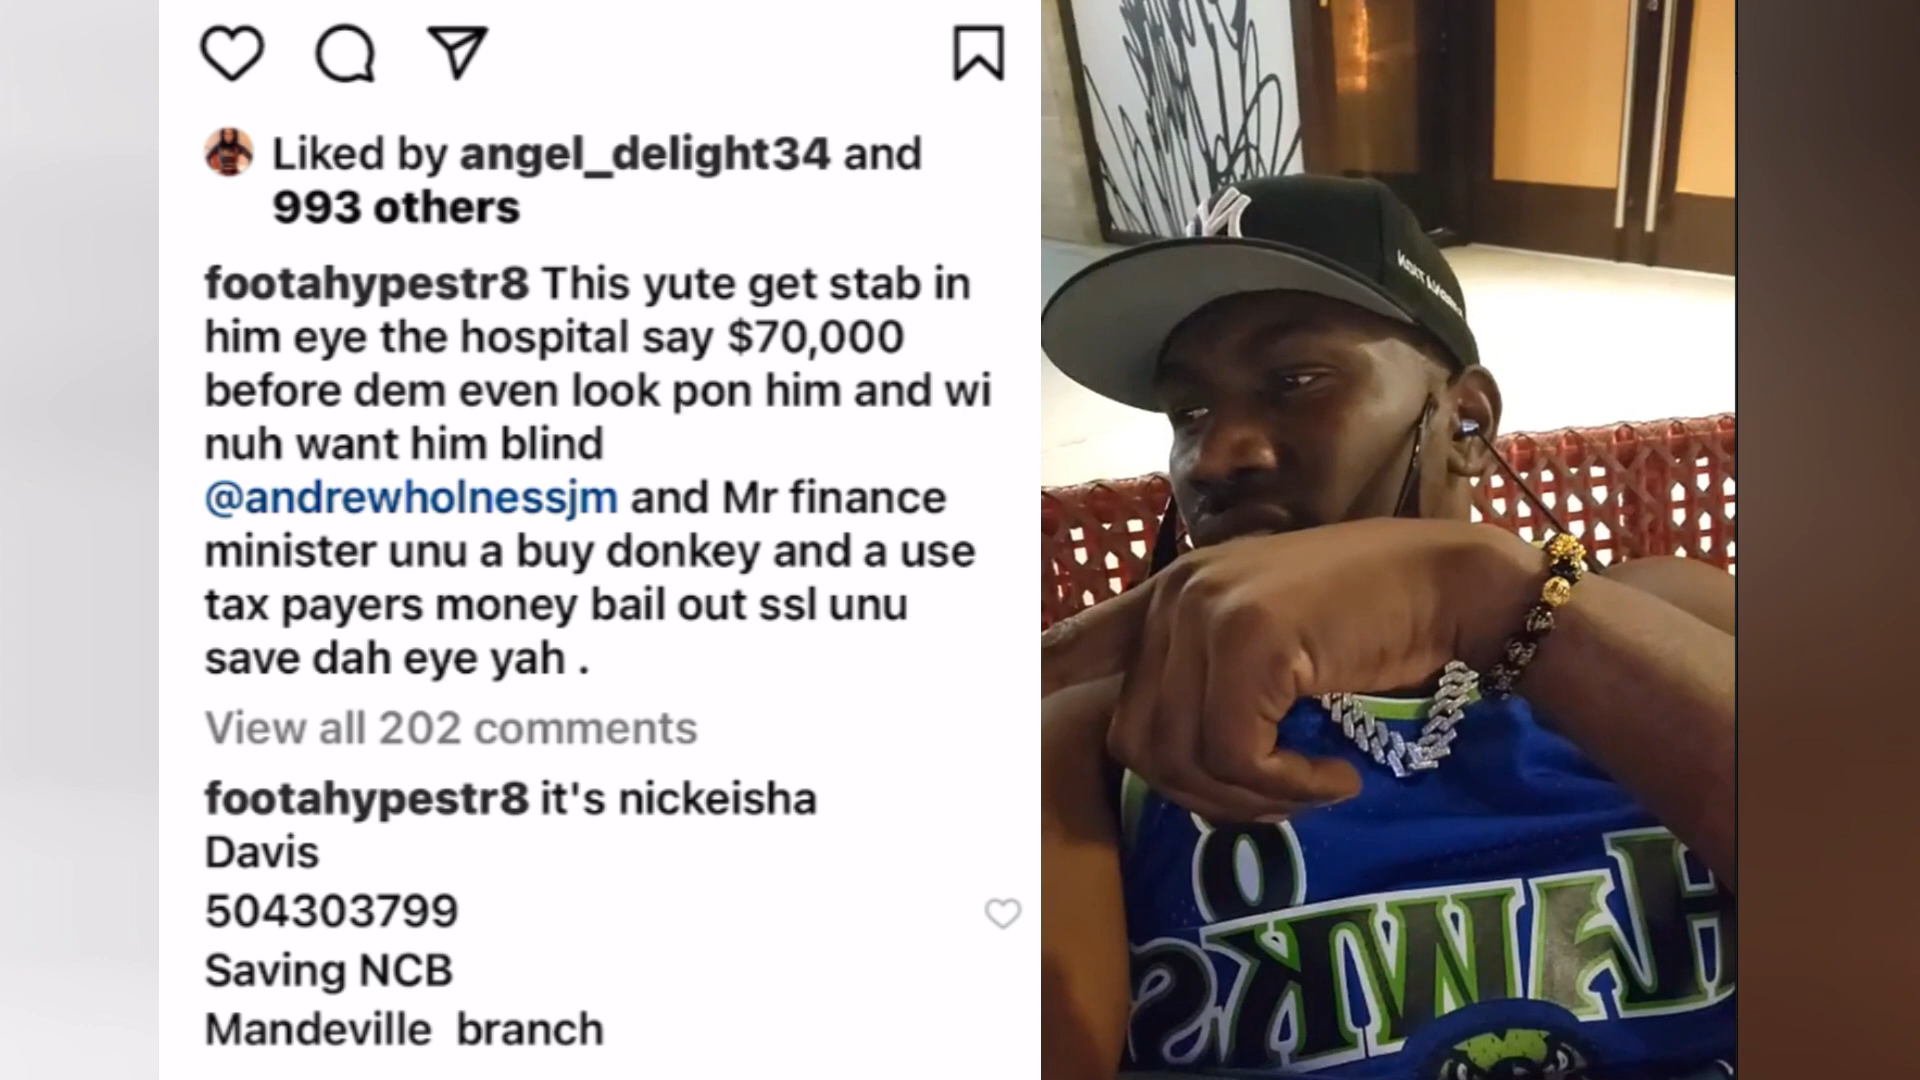 Liked by angel_delight34 and
993 others
footahypestr8 This yute get stab in
him eye the hospital say $70,000
before dem even look pon him and wi
nuh want him blind
@andrewholnessjm and Mr finance
minister unu a buy donkey and a use
tax payers money bail out ssl unu
save dah eye yah .
View all 202 comments
footahypestr8 it's nickeisha
Davis
504303799
Saving NCB
Mandeville branch
HAWKS
0